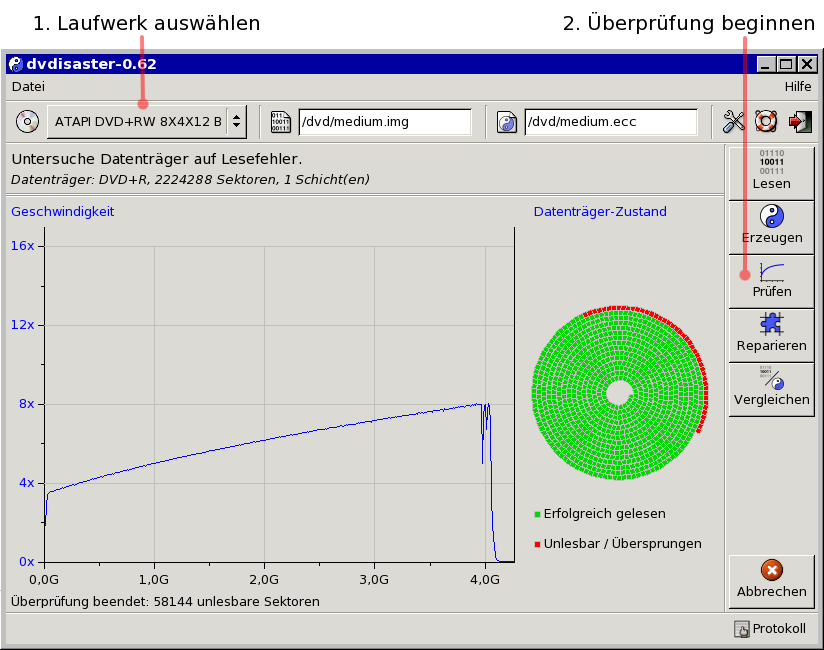 1. Laufwerk auswählen
2. Überprüfung beginnen
dvdisaster-0.62
Datei
Hilfe
ATAPI DVD+RW 8X4X12 B
/dvd/medium.img
/dvd/medium.ecc
Untersuche Datenträger auf Lesefehler.
Datenträger: DVD+R, 2224288 Sektoren, 1 Schicht(en)
Geschwindigkeit
16x
12x
8x
4x
0x
0,0G
1,0G
2,0G
3,0G
4,0G
Datenträger-Zustand
Erfolgreich gelesen
Unlesbar / Übersprungen
Überprüfung beendet: 58144 unlesbare Sektoren
01110
10011
00111
Lesen
Erzeugen
Prüfen
Reparieren
Vergleichen
Abbrechen
Protokoll